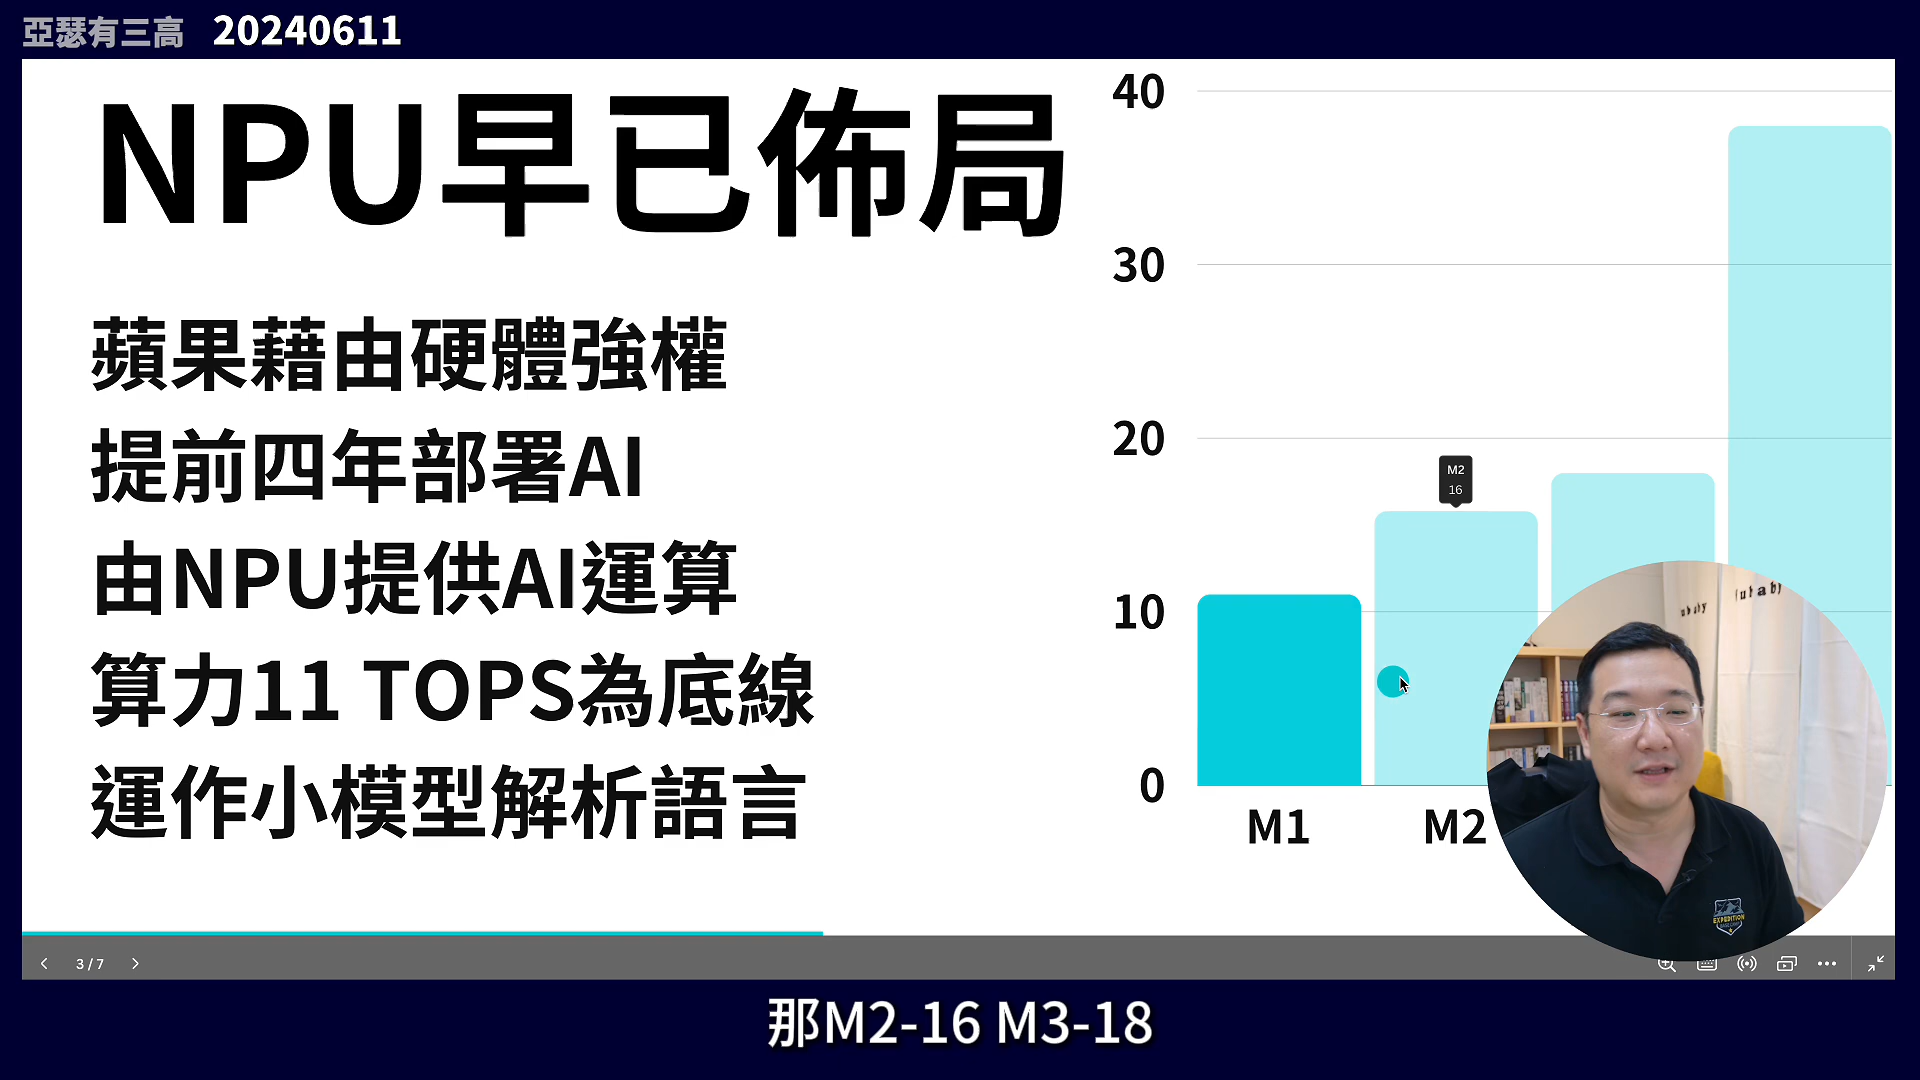 亞瑟有三高 20240611
NPU早已佈局
蘋果藉由硬體強權
提前四年部署AI
由NPU提供AI運算
算力11 TOPS為底線
運作小模型解析語言
40
30
20
10
0
M2
16
M1
M2
EXPEDITION
3 / 7
那M2-16 M3-18